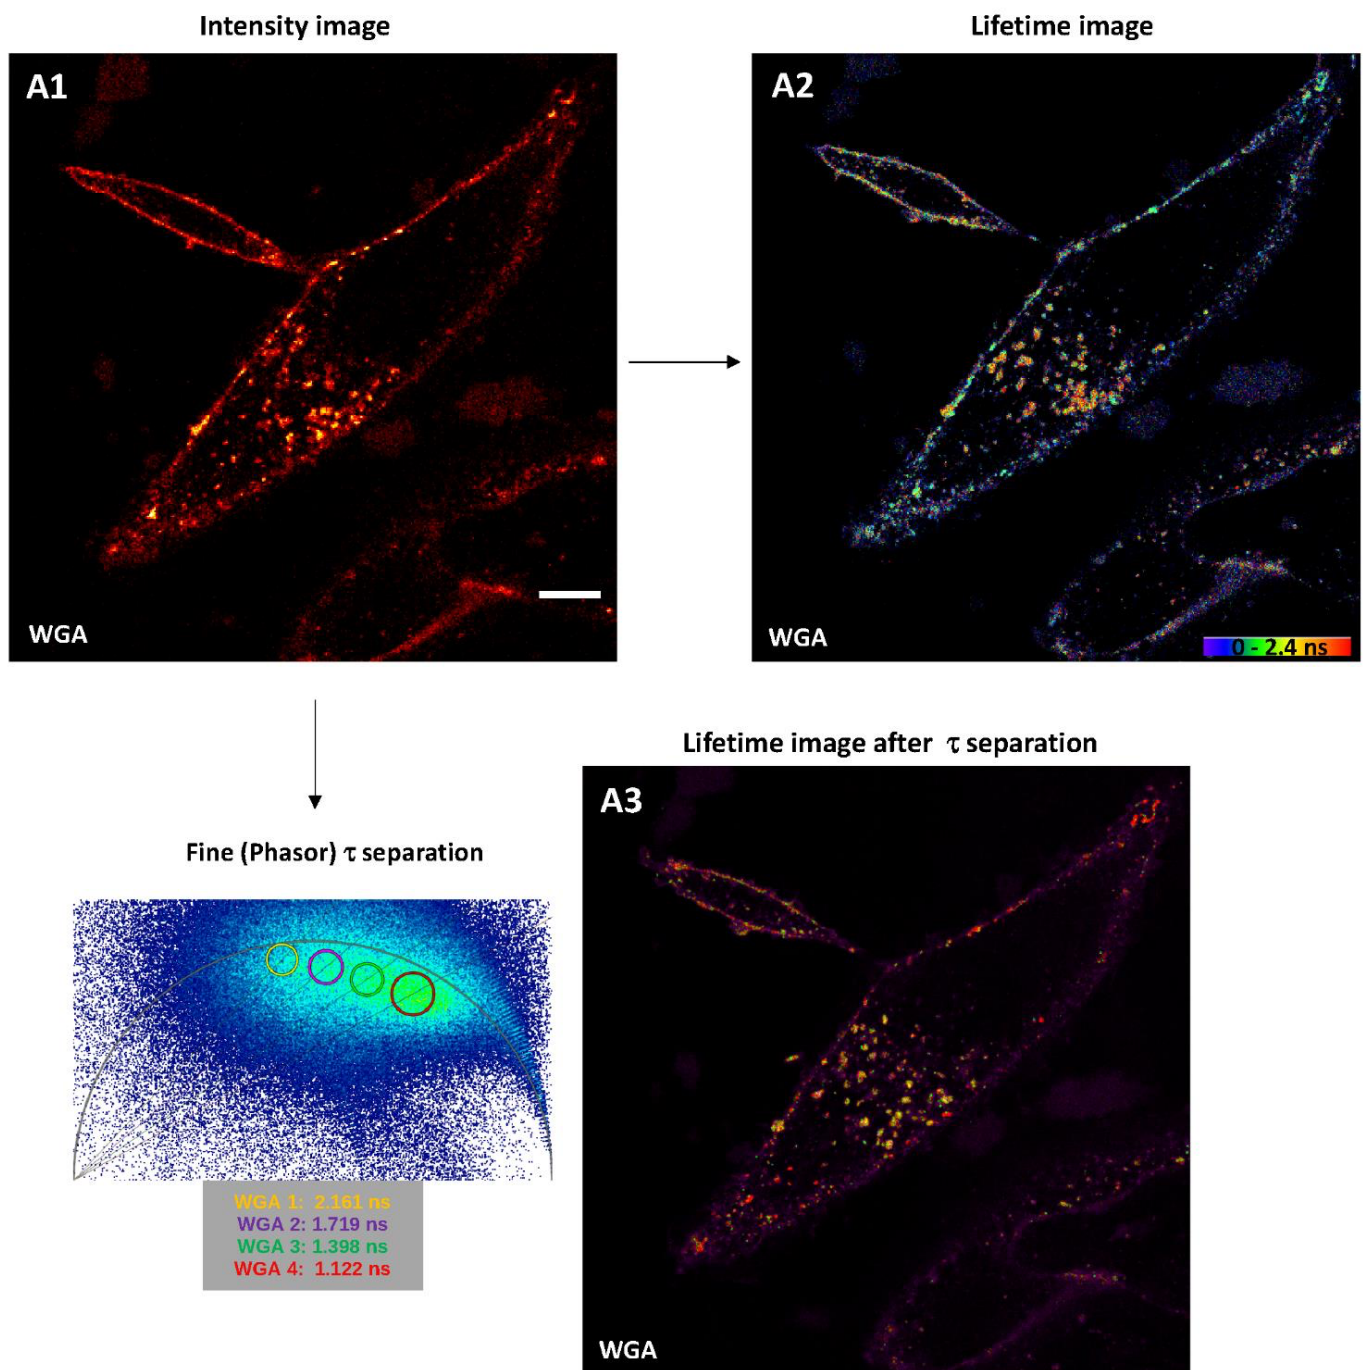 Intensity image
Lifetime image
A1
A2
WGA
WGA
0 - 2.4 ns
Lifetime image after τ separation
A3
Fine (Phasor) τ separation
WGA 1: 2.161 ns
WGA 2: 1.719 ns
WGA 3: 1.398 ns
WGA 4: 1.122 ns
WGA